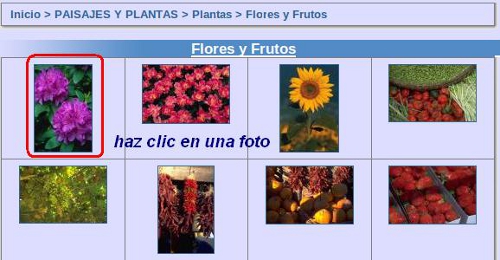 Inicio > PAISAJES Y PLANTAS > Plantas > Flores y Frutos
Flores y Frutos
haz clic en una foto